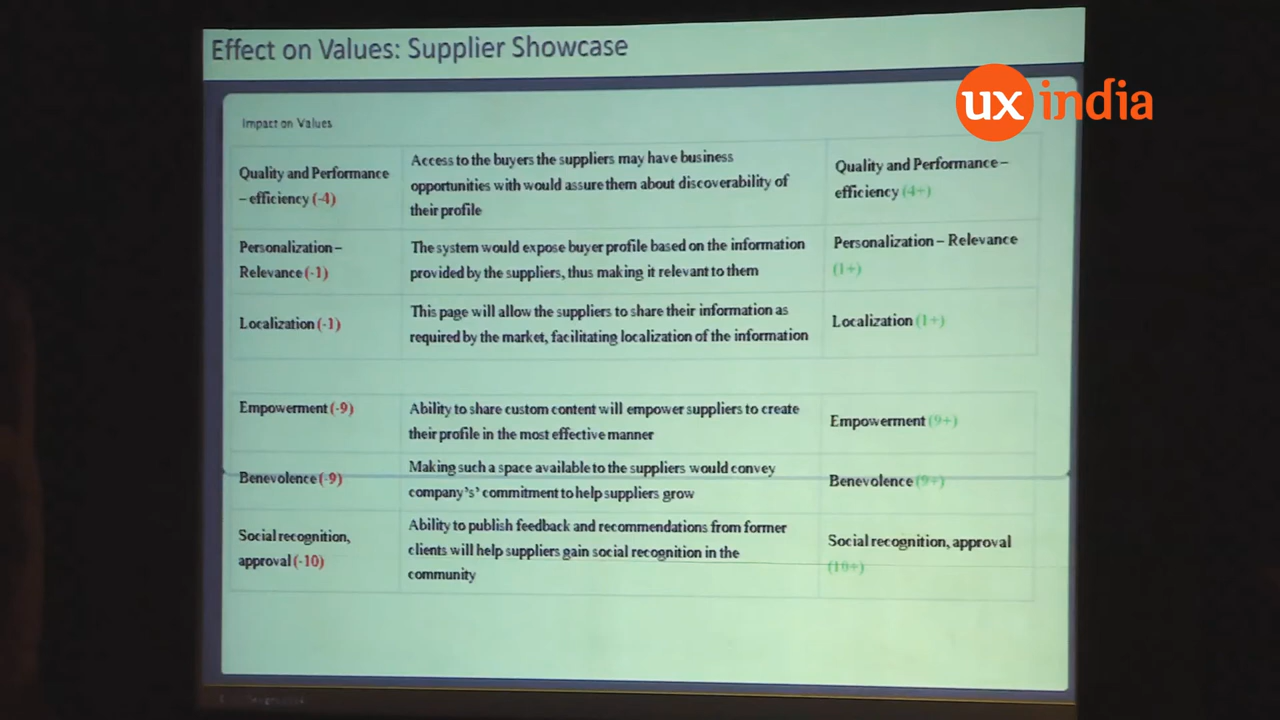 Effect on Values: Supplier Showcase
ux india
Impact on Values
Quality and Performance
– efficiency (-4)
Access to the buyers the suppliers may have business
opportunities with would assure them about discoverability of
their profile
Quality and Performance –
efficiency (4+)
Personalization –
Relevance (-1)
The system would expose buyer profile based on the information
provided by the suppliers, thus making it relevant to them
Personalization – Relevance
(1+)
Localization (-1)
This page will allow the suppliers to share their information as
required by the market, facilitating localization of the information
Localization (1+)
Empowerment (-9)
Ability to share custom content will empower suppliers to create
their profile in the most effective manner
Empowerment (9+)
Benevolence (-9)
Making such a space available to the suppliers would convey
company's' commitment to help suppliers grow
Benevolence (9+)
Social recognition,
approval (-10)
Ability to publish feedback and recommendations from former
clients will help suppliers gain social recognition in the
community
Social recognition, approval
(10+)